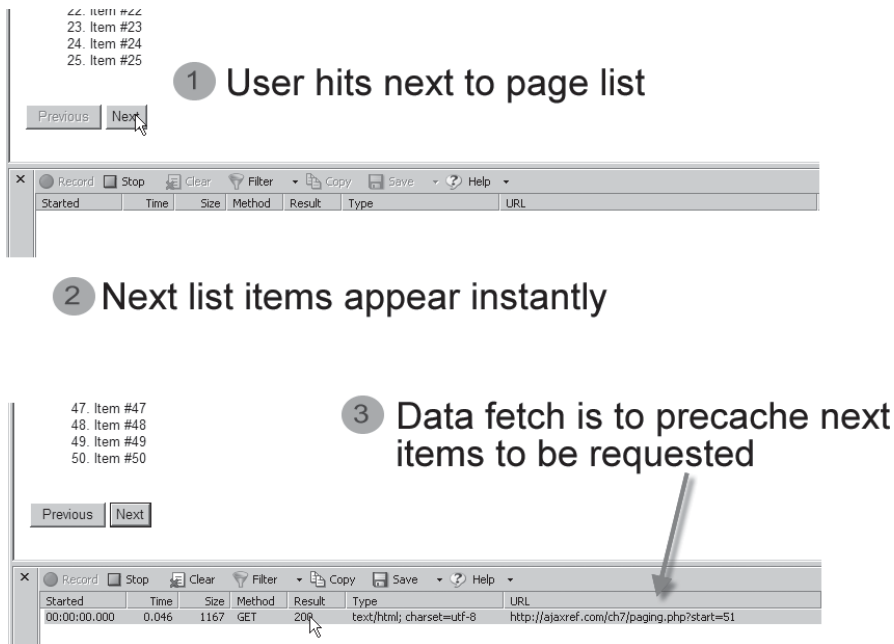 22. Item #22
23. Item #23
24. Item #24
25. Item #25
1 User hits next to page list
Previous Next
Record Stop Clear Filter Copy Save Help
Started Time Size Method Result Type URL
2 Next list items appear instantly
47. Item #47
48. Item #48
49. Item #49
50. Item #50
3 Data fetch is to precache next
items to be requested
Previous Next
Record Stop Clear Filter Copy Save Help
Started Time Size Method Result Type URL
00:00:00.000 0.046 1167 GET 200 text/html; charset=utf-8 http://ajaxref.com/ch7/paging.php?start=51